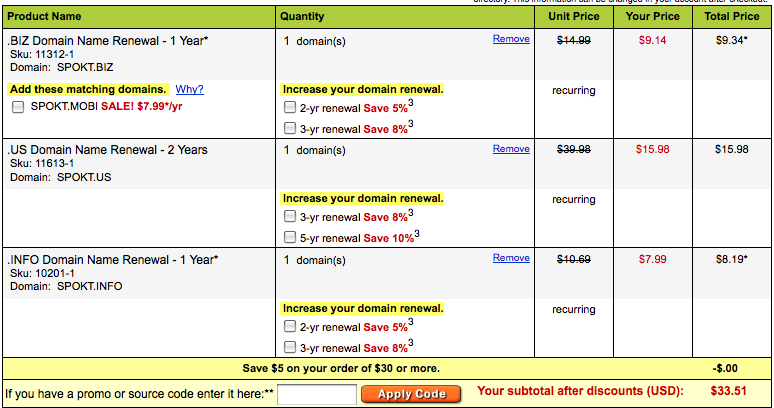 directory. This information can be changed in your account after checkout.
Product Name Quantity Unit Price Your Price Total Price
.BIZ Domain Name Renewal - 1 Year* 1 domain(s) Remove $14.99 $9.14 $9.34*
Sku: 11312-1
Domain: SPOKT.BIZ
Add these matching domains. Why? Increase your domain renewal. recurring
SPOKT.MOBI SALE! $7.99*/yr 2-yr renewal Save 5%3
3-yr renewal Save 8%3
.US Domain Name Renewal - 2 Years 1 domain(s) Remove $39.98 $15.98 $15.98
Sku: 11613-1
Domain: SPOKT.US
Increase your domain renewal. recurring
3-yr renewal Save 8%3
5-yr renewal Save 10%3
.INFO Domain Name Renewal - 1 Year* 1 domain(s) Remove $10.69 $7.99 $8.19*
Sku: 10201-1
Domain: SPOKT.INFO
Increase your domain renewal. recurring
2-yr renewal Save 5%3
3-yr renewal Save 8%3
Save $5 on your order of $30 or more. -$.00
If you have a promo or source code enter it here:** Apply Code Your subtotal after discounts (USD): $33.51